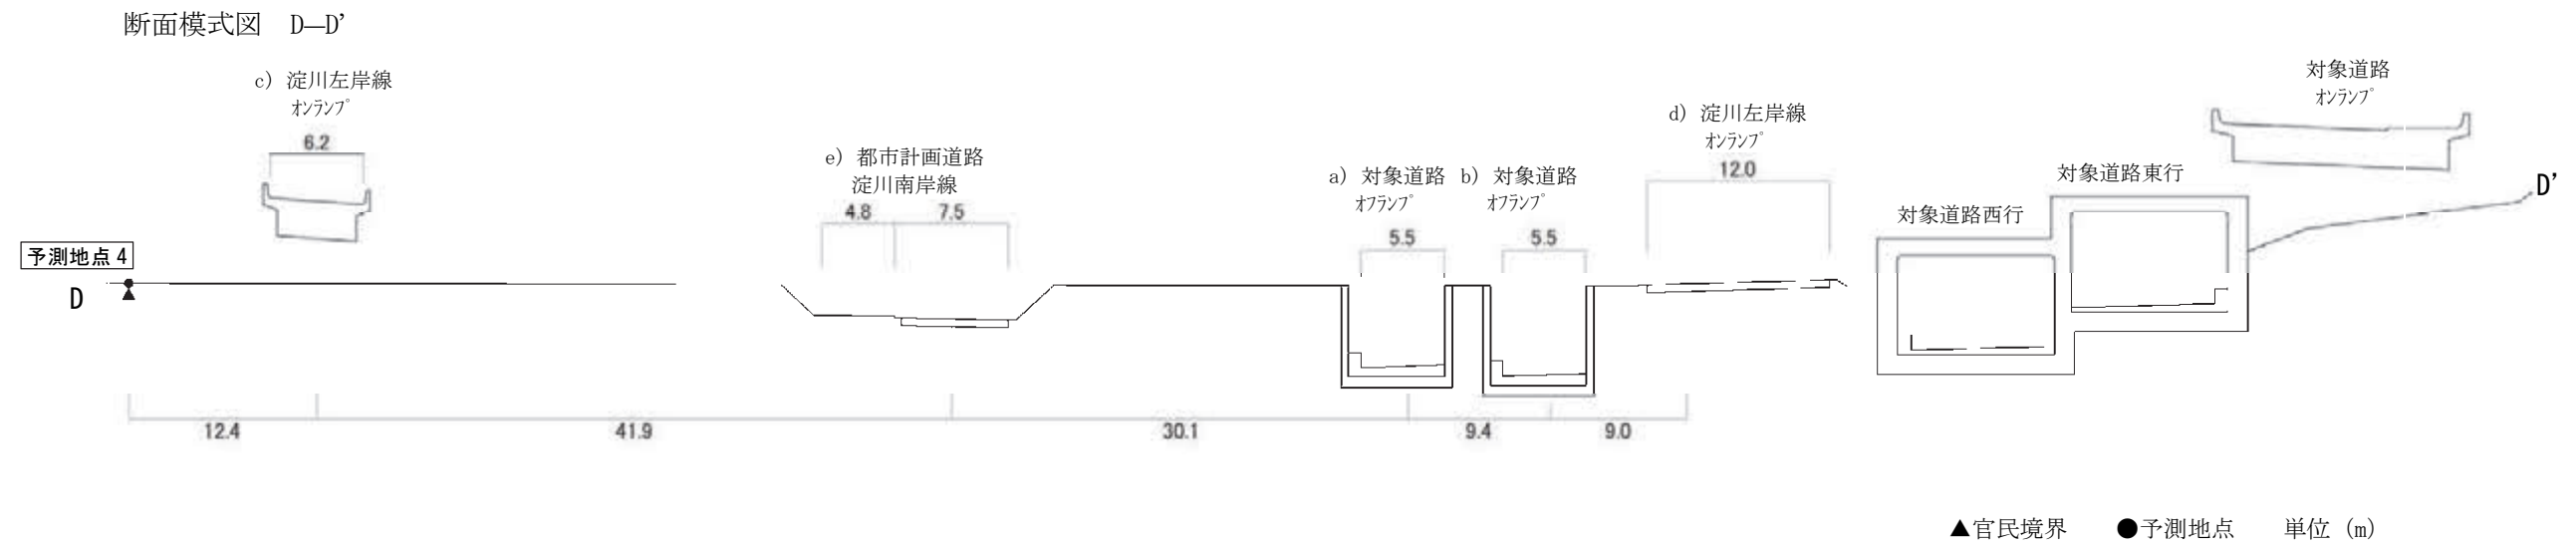 断面模式図 D―D’
対象道路
オンランプ
c) 淀川左岸線
オンランプ
6.2
d) 淀川左岸線
オンランプ
12.0
e) 都市計画道路
淀川南岸線
4.8 7.5
a) 対象道路
オフランプ
5.5
b) 対象道路
オフランプ
5.5
対象道路東行
対象道路西行
D’
予測地点 4
D
12.4 41.9 30.1 9.4 9.0
▲官民境界 ●予測地点 単位 (m)